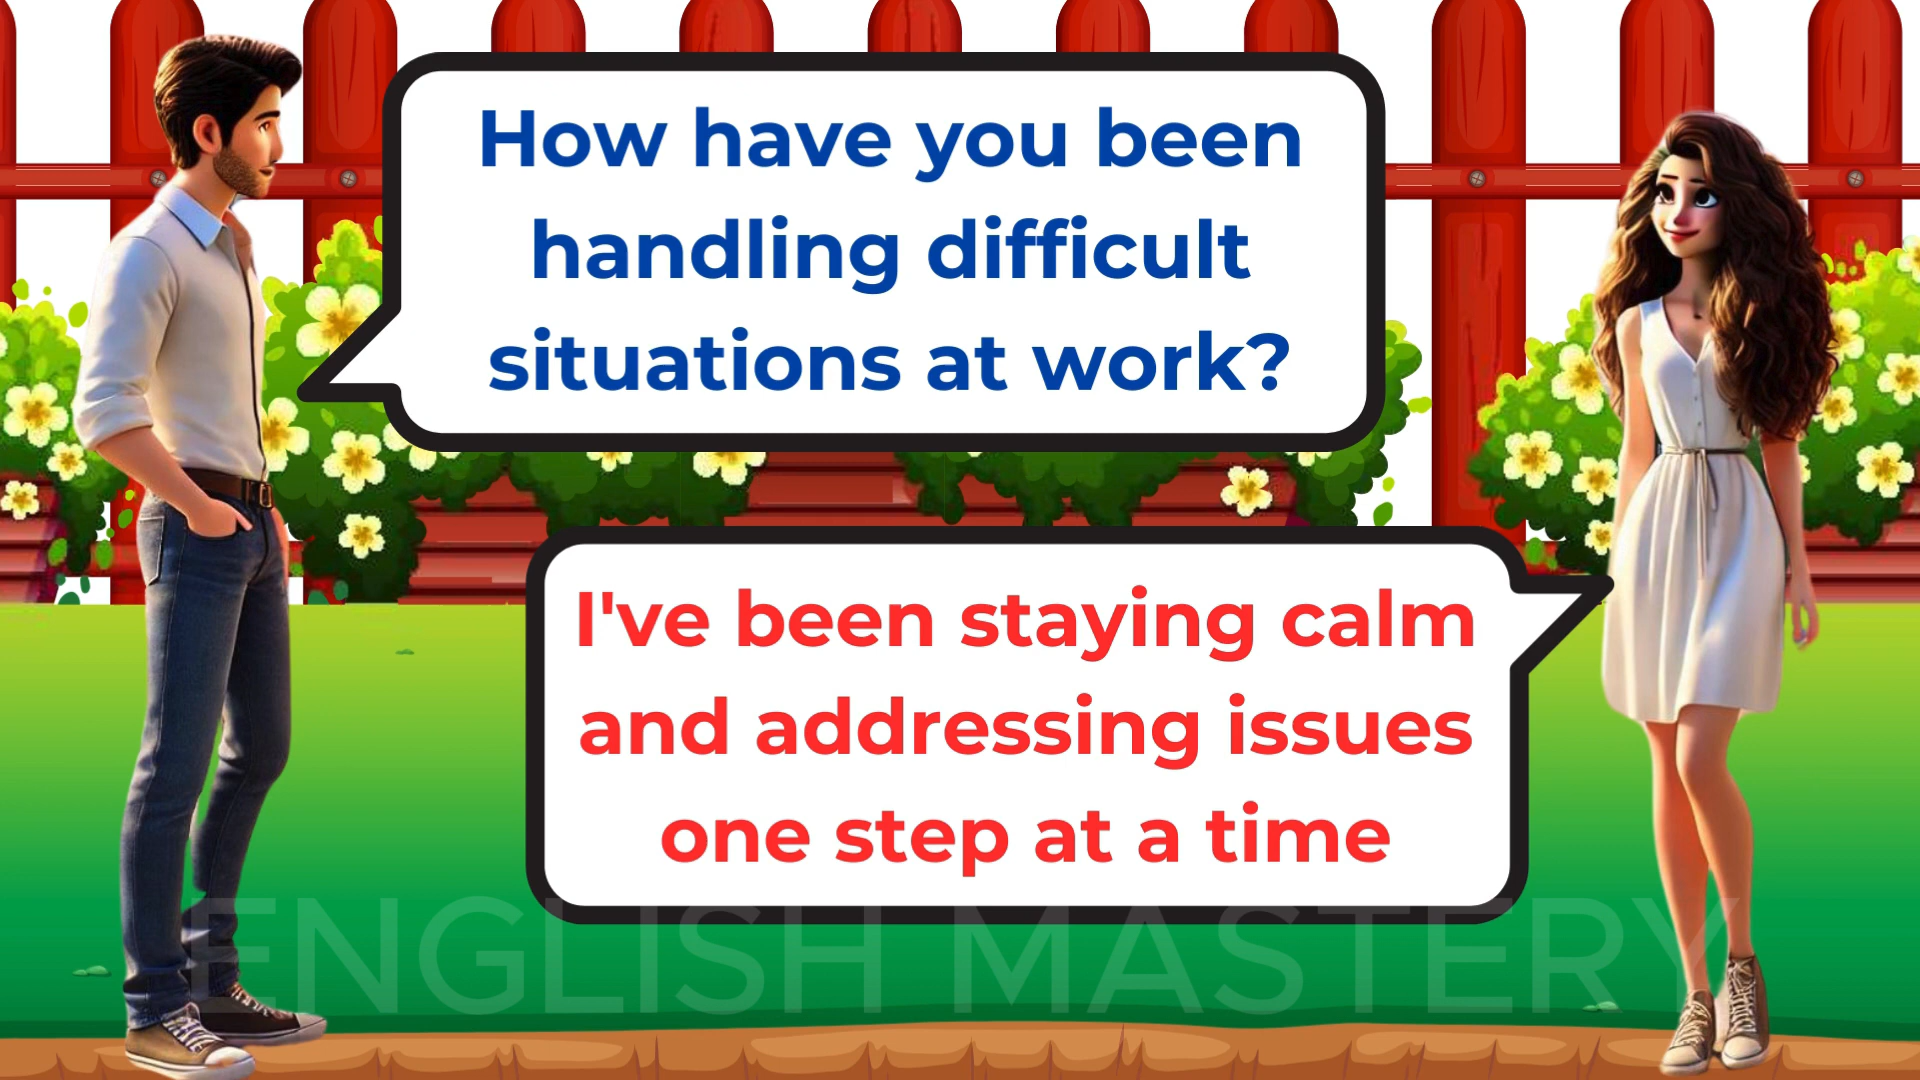 How have you been
handling difficult
situations at work?
I've been staying calm
and addressing issues
one step at a time
ENGLISH MASTERY